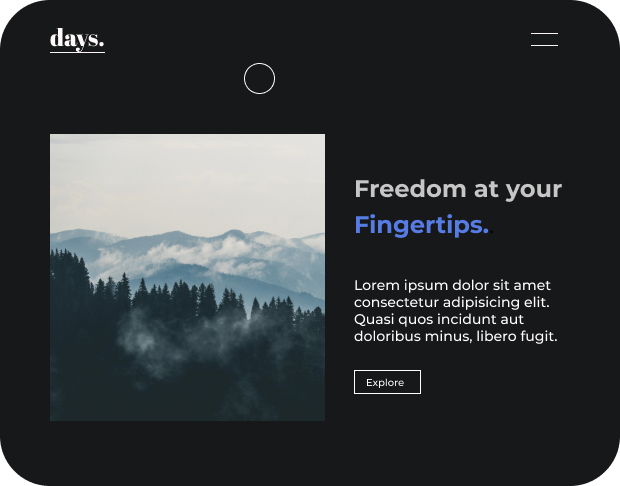 days.
Freedom at your
Fingertips.
Lorem ipsum dolor sit amet
consectetur adipisicing elit.
Quasi quos incidunt aut
doloribus minus, libero fugit.
Explore